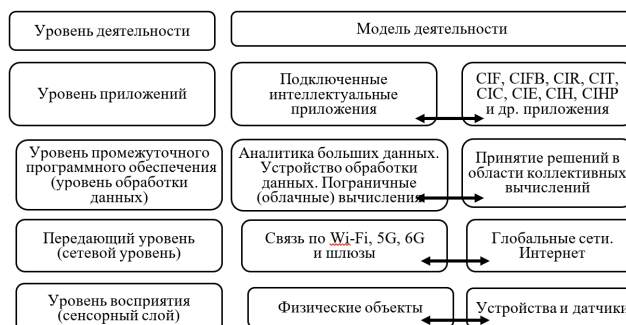 Уровень деятельности
Модель деятельности
Уровень приложений
Подключенные
интеллектуальные
приложения
CIF, CIFB, CIR, CIT,
CIC, CIE, CIH, CIHP
и др. приложения
Уровень промежуточного
программного обеспечения
(уровень обработки
данных)
Аналитика больших данных.
Устройство обработки
данных. Пограничные
(облачные) вычисления
Принятие решений в
области коллективных
вычислений
Передающий уровень
(сетевой уровень)
Связь по Wi-Fi, 5G, 6G
и шлюзы
Глобальные сети.
Интернет
Уровень восприятия
(сенсорный слой)
Физические объекты
Устройства и датчики